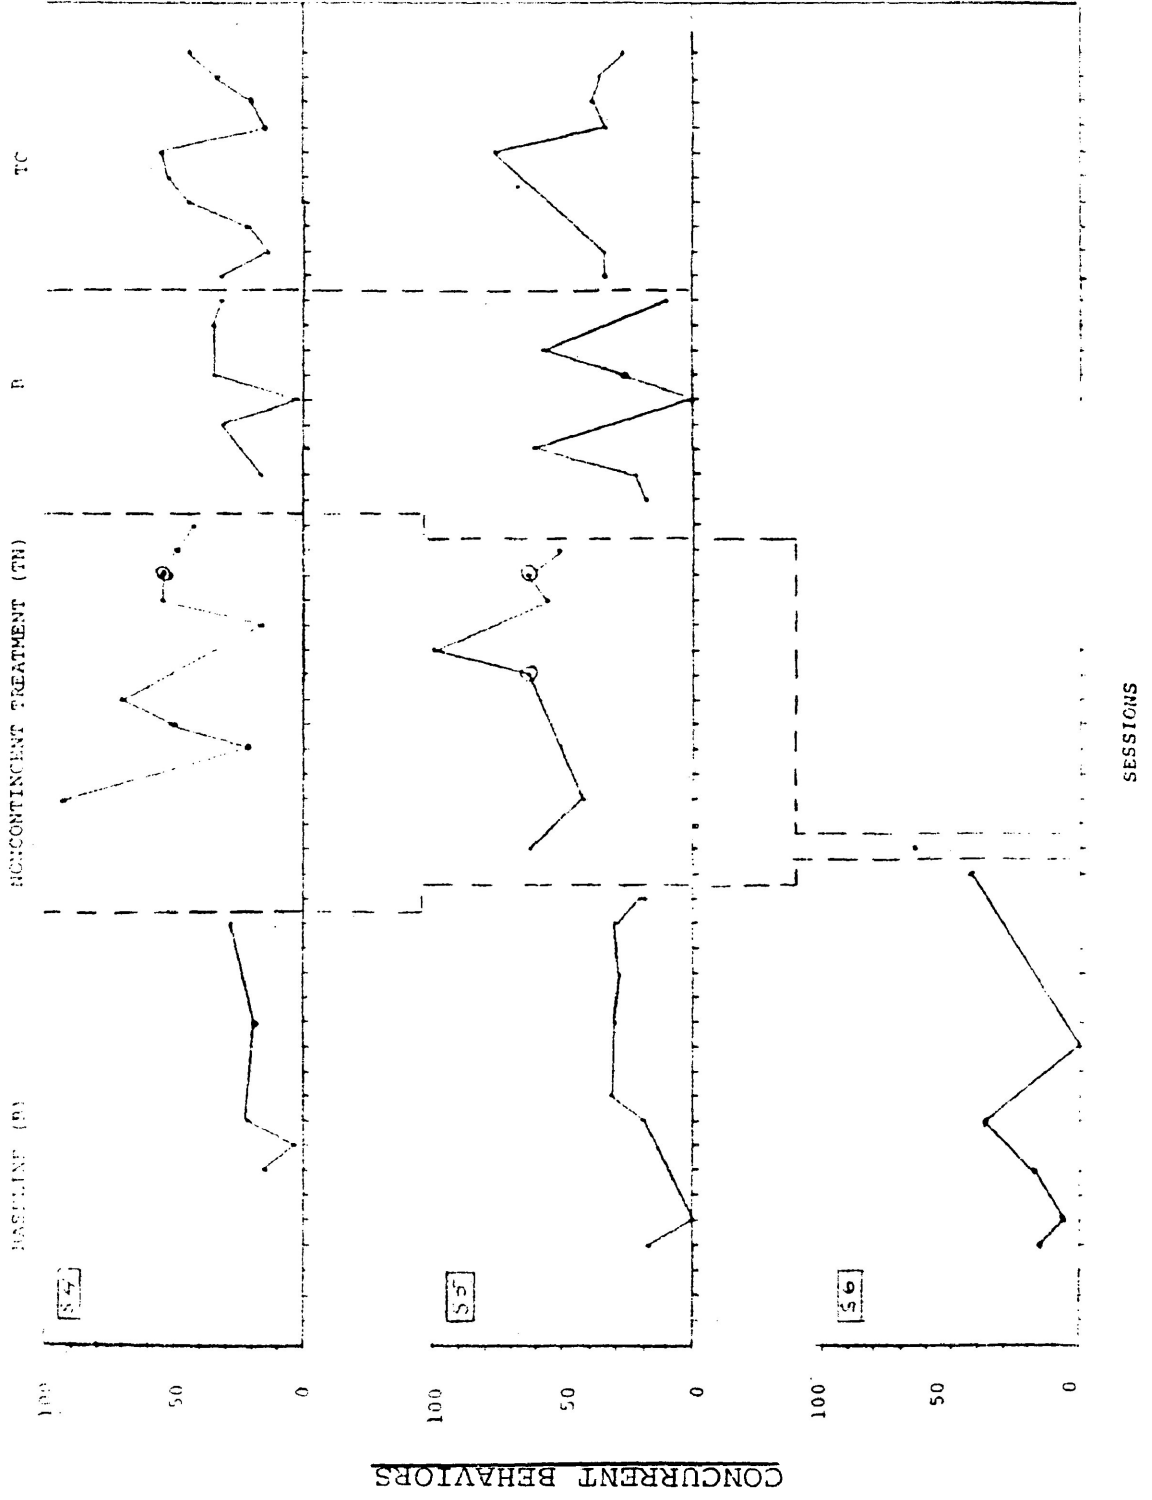 BASELINE (B)
NONCONTINGENT TREATMENT (TN)
B
TC
S4
100
50
0
S5
100
50
0
S6
100
50
0
CONCURRENT BEHAVIORS
SESSIONS